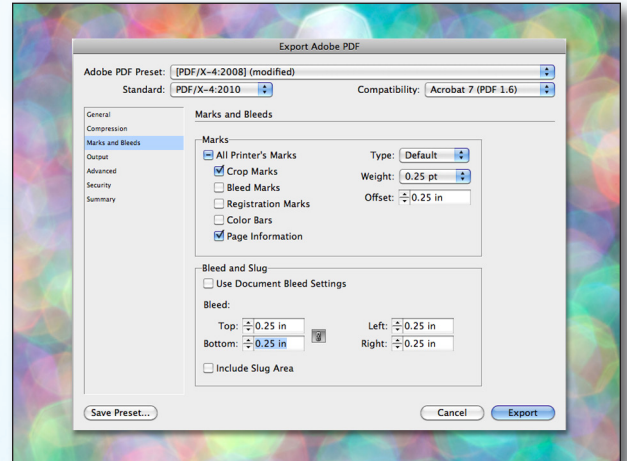 Export Adobe PDF
Adobe PDF Preset: [PDF/X-4:2008] (modified)
Standard: PDF/X-4:2010 Compatibility: Acrobat 7 (PDF 1.6)
General
Compression
Marks and Bleeds
Output
Advanced
Security
Summary
Marks and Bleeds
Marks
All Printer's Marks Type: Default
Crop Marks Weight: 0.25 pt
Bleed Marks Offset: 0.25 in
Registration Marks
Color Bars
Page Information
Bleed and Slug
Use Document Bleed Settings
Bleed:
Top: 0.25 in Left: 0.25 in
Bottom: 0.25 in Right: 0.25 in
Include Slug Area
Save Preset... Cancel Export